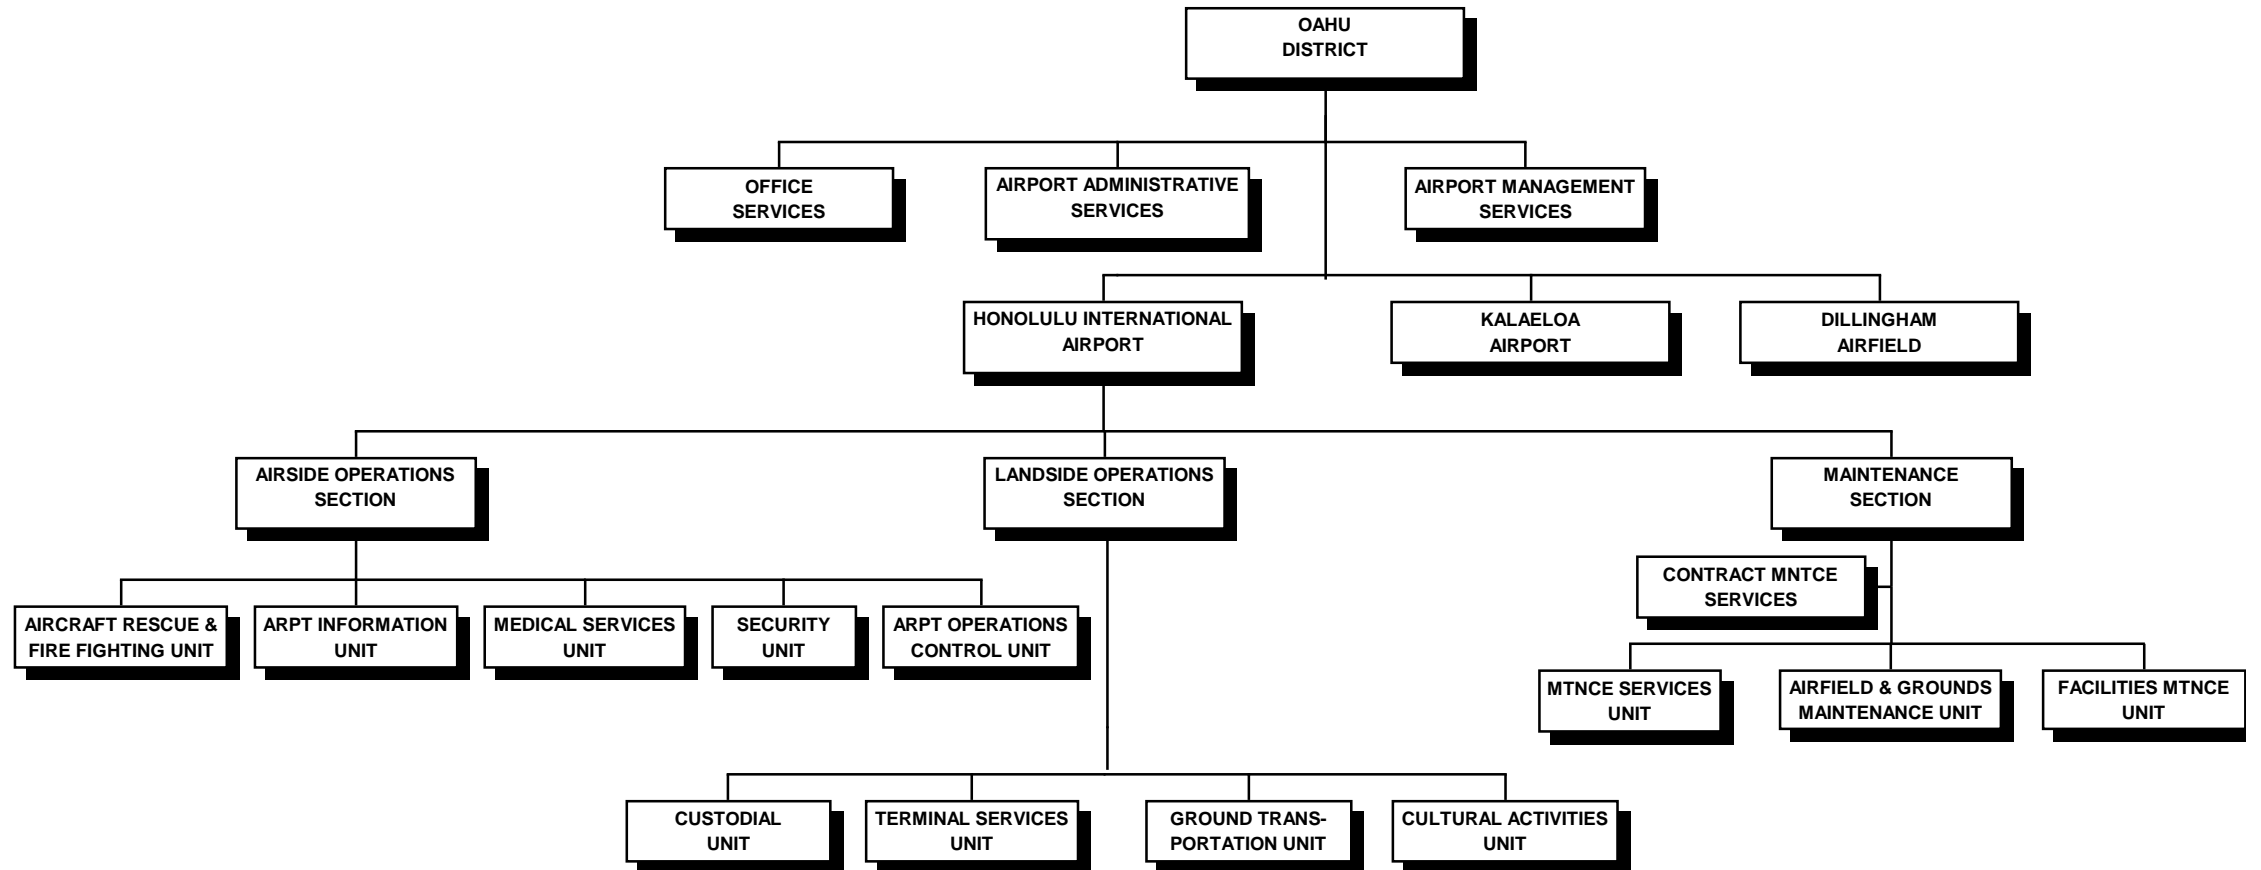 OAHU
DISTRICT
OFFICE
SERVICES
AIRPORT ADMINISTRATIVE
SERVICES
AIRPORT MANAGEMENT
SERVICES
HONOLULU INTERNATIONAL
AIRPORT
KALAELOA
AIRPORT
DILLINGHAM
AIRFIELD
AIRSIDE OPERATIONS
SECTION
LANDSIDE OPERATIONS
SECTION
MAINTENANCE
SECTION
CONTRACT MNTCE
SERVICES
AIRCRAFT RESCUE &
FIRE FIGHTING UNIT
ARPT INFORMATION
UNIT
MEDICAL SERVICES
UNIT
SECURITY
UNIT
ARPT OPERATIONS
CONTROL UNIT
MTNCE SERVICES
UNIT
AIRFIELD & GROUNDS
MAINTENANCE UNIT
FACILITIES MTNCE
UNIT
CUSTODIAL
UNIT
TERMINAL SERVICES
UNIT
GROUND TRANS-
PORTATION UNIT
CULTURAL ACTIVITIES
UNIT